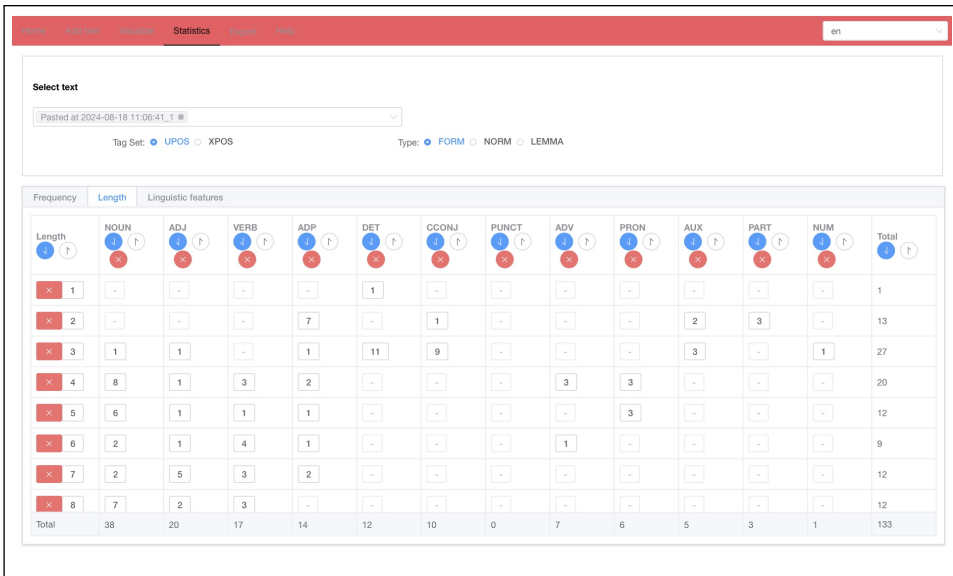 Home Statistics Help en
Select text
Pasted at 2024-08-18 11:06:41_1
Tag Set: UPOS XPOS Type: FORM NORM LEMMA
Frequency Length Linguistic features
Length NOUN ADJ VERB ADP DET CCONJ PUNCT ADV PRON AUX PART NUM Total
1 - - - - 1 - - - - - - - 1
2 - - - 7 - 1 - - - 2 3 - 13
3 1 1 - 1 11 9 - - - 3 - 1 27
4 8 1 3 2 - - - 3 3 - - - 20
5 6 1 1 1 - - - - 3 - - - 12
6 2 1 4 1 - - - 1 - - - - 9
7 2 5 3 2 - - - - - - - - 12
8 7 2 3 - - - - - - - - - 12
Total 38 20 17 14 12 10 0 7 6 5 3 1 133